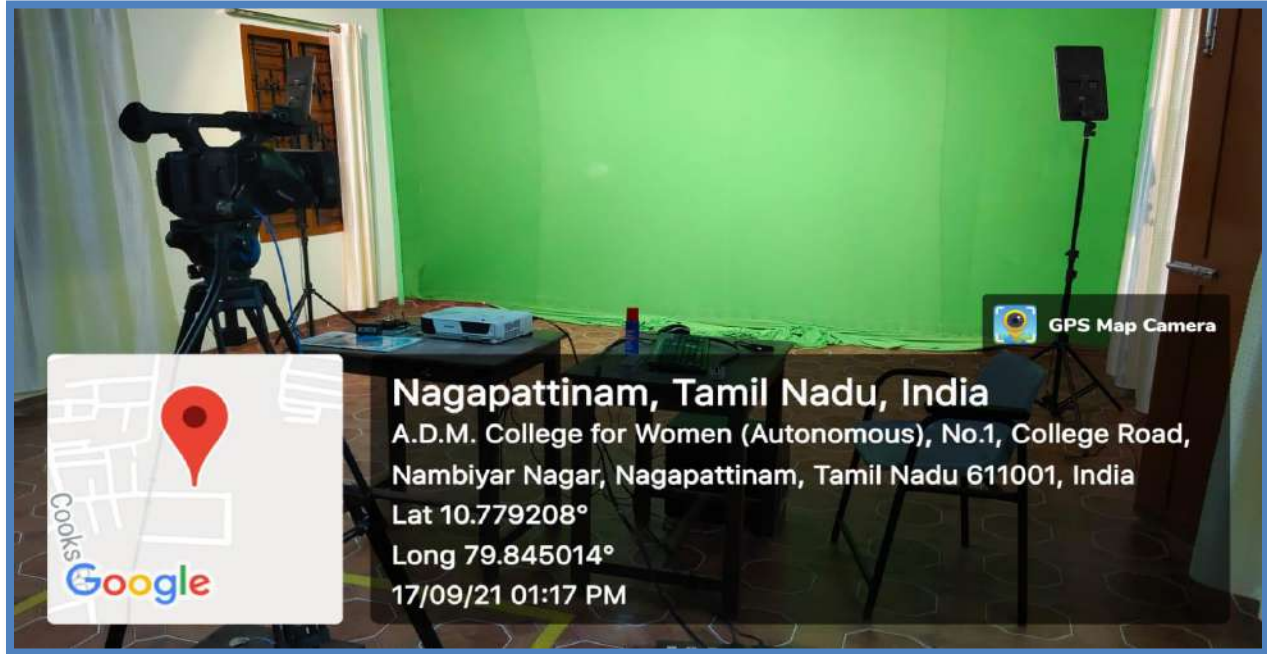 GPS Map Camera
Nagapattinam, Tamil Nadu, India
A.D.M. College for Women (Autonomous), No.1, College Road,
Nambiyar Nagar, Nagapattinam, Tamil Nadu 611001, India
Lat 10.779208°
Long 79.845014°
17/09/21 01:17 PM
Cooks
Google